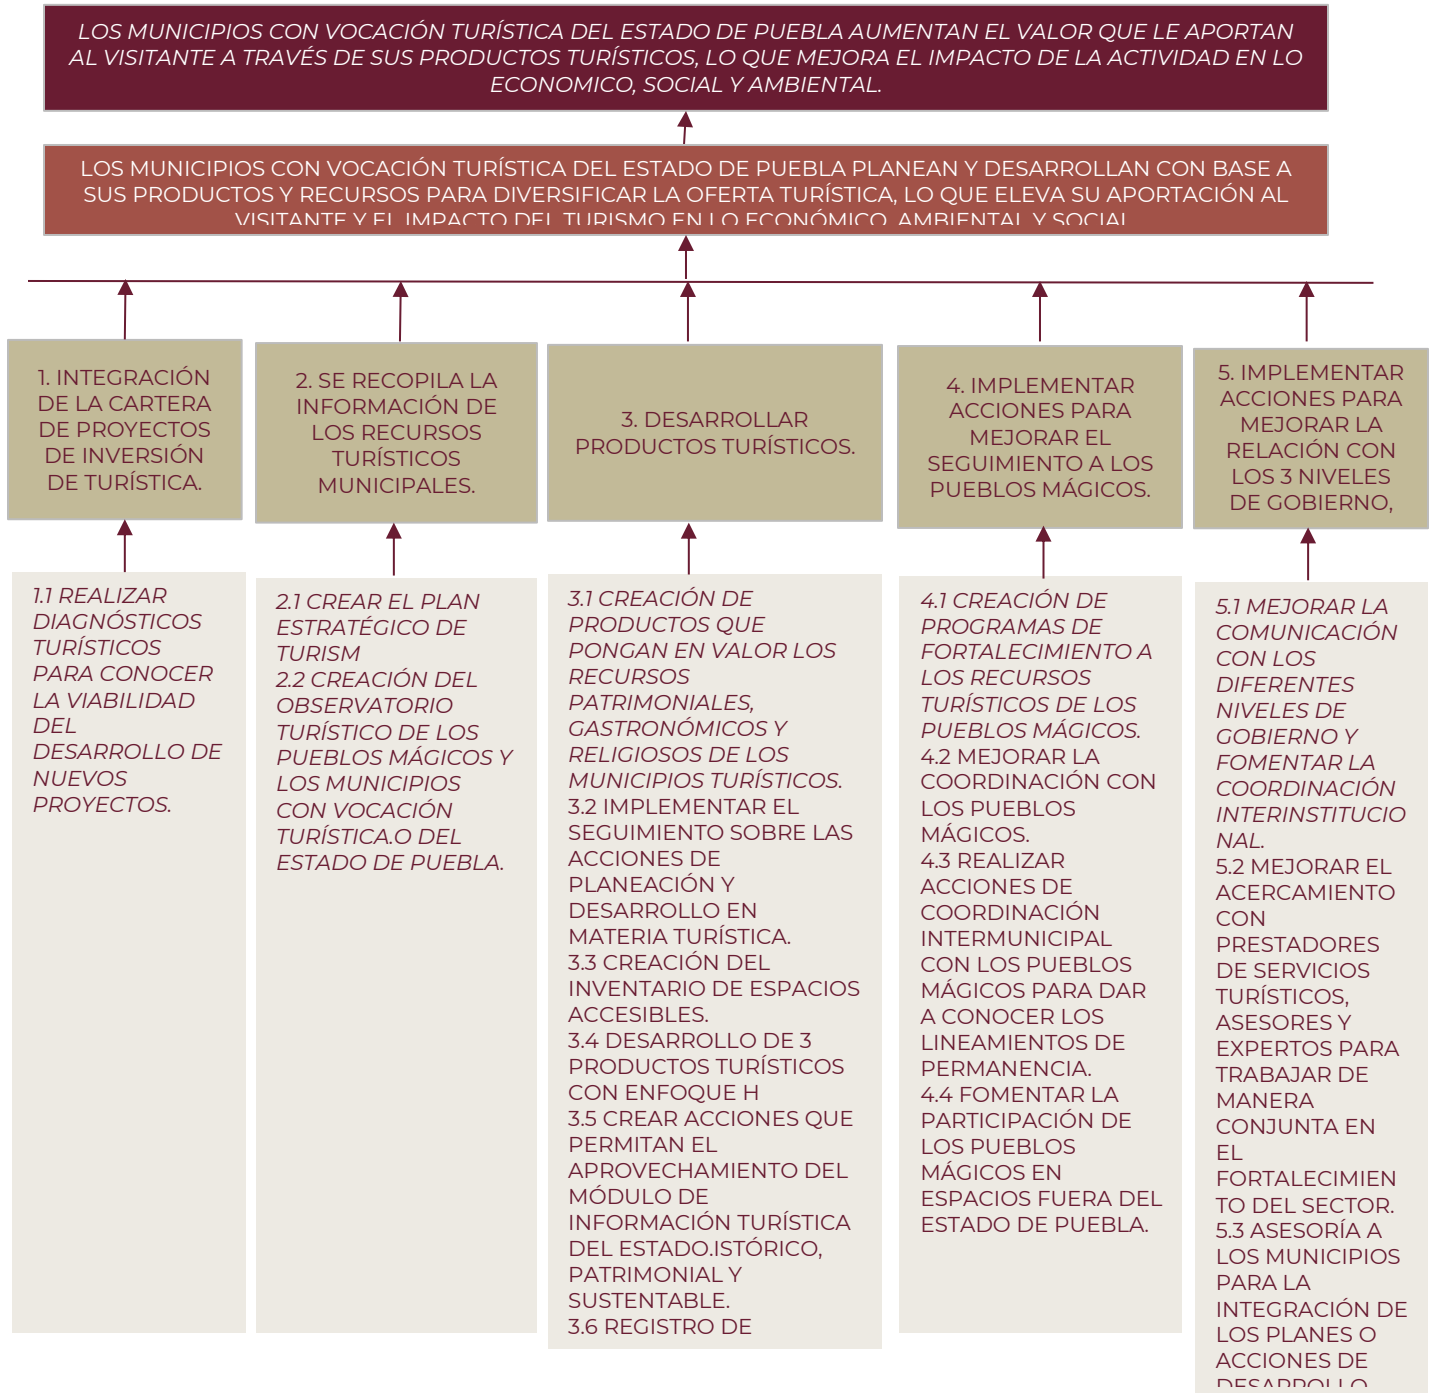 LOS MUNICIPIOS CON VOCACIÓN TURÍSTICA DEL ESTADO DE PUEBLA AUMENTAN EL VALOR QUE LE APORTAN
AL VISITANTE A TRAVÉS DE SUS PRODUCTOS TURÍSTICOS, LO QUE MEJORA EL IMPACTO DE LA ACTIVIDAD EN LO
ECONOMICO, SOCIAL Y AMBIENTAL.
LOS MUNICIPIOS CON VOCACIÓN TURÍSTICA DEL ESTADO DE PUEBLA PLANEAN Y DESARROLLAN CON BASE A
SUS PRODUCTOS Y RECURSOS PARA DIVERSIFICAR LA OFERTA TURÍSTICA, LO QUE ELEVA SU APORTACIÓN AL
VISITANTE Y EL IMPACTO DEL TURISMO EN LO ECONÓMICO, AMBIENTAL Y SOCIAL
1. INTEGRACIÓN
DE LA CARTERA
DE PROYECTOS
DE INVERSIÓN
DE TURÍSTICA.
2. SE RECOPILA LA
INFORMACIÓN DE
LOS RECURSOS
TURÍSTICOS
MUNICIPALES.
3. DESARROLLAR
PRODUCTOS TURÍSTICOS.
4. IMPLEMENTAR
ACCIONES PARA
MEJORAR EL
SEGUIMIENTO A LOS
PUEBLOS MÁGICOS.
5. IMPLEMENTAR
ACCIONES PARA
MEJORAR LA
RELACIÓN CON
LOS 3 NIVELES
DE GOBIERNO,
1.1 REALIZAR
DIAGNÓSTICOS
TURÍSTICOS
PARA CONOCER
LA VIABILIDAD
DEL
DESARROLLO DE
NUEVOS
PROYECTOS.
2.1 CREAR EL PLAN
ESTRATÉGICO DE
TURISM
2.2 CREACIÓN DEL
OBSERVATORIO
TURÍSTICO DE LOS
PUEBLOS MÁGICOS Y
LOS MUNICIPIOS
CON VOCACIÓN
TURÍSTICA.O DEL
ESTADO DE PUEBLA.
3.1 CREACIÓN DE
PRODUCTOS QUE
PONGAN EN VALOR LOS
RECURSOS
PATRIMONIALES,
GASTRONÓMICOS Y
RELIGIOSOS DE LOS
MUNICIPIOS TURÍSTICOS.
3.2 IMPLEMENTAR EL
SEGUIMIENTO SOBRE LAS
ACCIONES DE
PLANEACIÓN Y
DESARROLLO EN
MATERIA TURÍSTICA.
3.3 CREACIÓN DEL
INVENTARIO DE ESPACIOS
ACCESIBLES.
3.4 DESARROLLO DE 3
PRODUCTOS TURÍSTICOS
CON ENFOQUE H
3.5 CREAR ACCIONES QUE
PERMITAN EL
APROVECHAMIENTO DEL
MÓDULO DE
INFORMACIÓN TURÍSTICA
DEL ESTADO.ISTÓRICO,
PATRIMONIAL Y
SUSTENTABLE.
3.6 REGISTRO DE
4.1 CREACIÓN DE
PROGRAMAS DE
FORTALECIMIENTO A
LOS RECURSOS
TURÍSTICOS DE LOS
PUEBLOS MÁGICOS.
4.2 MEJORAR LA
COORDINACIÓN CON
LOS PUEBLOS
MÁGICOS.
4.3 REALIZAR
ACCIONES DE
COORDINACIÓN
INTERMUNICIPAL
CON LOS PUEBLOS
MÁGICOS PARA DAR
A CONOCER LOS
LINEAMIENTOS DE
PERMANENCIA.
4.4 FOMENTAR LA
PARTICIPACIÓN DE
LOS PUEBLOS
MÁGICOS EN
ESPACIOS FUERA DEL
ESTADO DE PUEBLA.
5.1 MEJORAR LA
COMUNICACIÓN
CON LOS
DIFERENTES
NIVELES DE
GOBIERNO Y
FOMENTAR LA
COORDINACIÓN
INTERINSTITUCIO
NAL.
5.2 MEJORAR EL
ACERCAMIENTO
CON
PRESTADORES
DE SERVICIOS
TURÍSTICOS,
ASESORES Y
EXPERTOS PARA
TRABAJAR DE
MANERA
CONJUNTA EN
EL
FORTALECIMIEN
TO DEL SECTOR.
5.3 ASESORÍA A
LOS MUNICIPIOS
PARA LA
INTEGRACIÓN DE
LOS PLANES O
ACCIONES DE
DESARROLLO